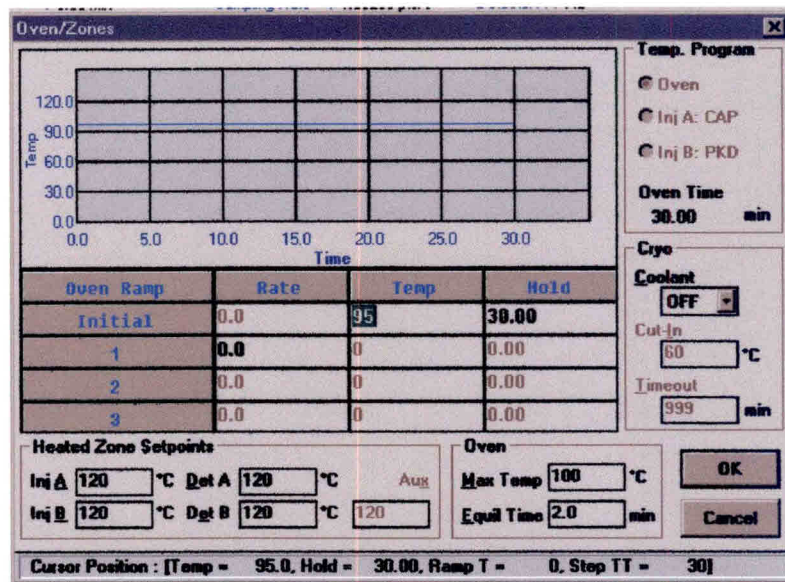 Oven/Zones
Temp. Program
Oven
Inj A: CAP
Inj B: PKD
Oven Time
30.00 min
120.0
90.0
60.0
30.0
0.0
Temp
0.0 5.0 10.0 15.0 20.0 25.0 30.0
Time
Cryo
Coolant
OFF
Cut-In
60 °C
Timeout
999 min
Oven Ramp Rate Temp Hold
Initial 0.0 95 30.00
1 0.0 0 0.00
2 0.0 0 0.00
3 0.0 0 0.00
Heated Zone Setpoints
Inj A 120 °C Det A 120 °C Aux
Inj B 120 °C Det B 120 °C 120
Oven
Max Temp 100 °C
Equil Time 2.0 min
OK
Cancel
Cursor Position : [Temp = 95.0, Hold = 30.00, Ramp T = 0, Step TT = 30]